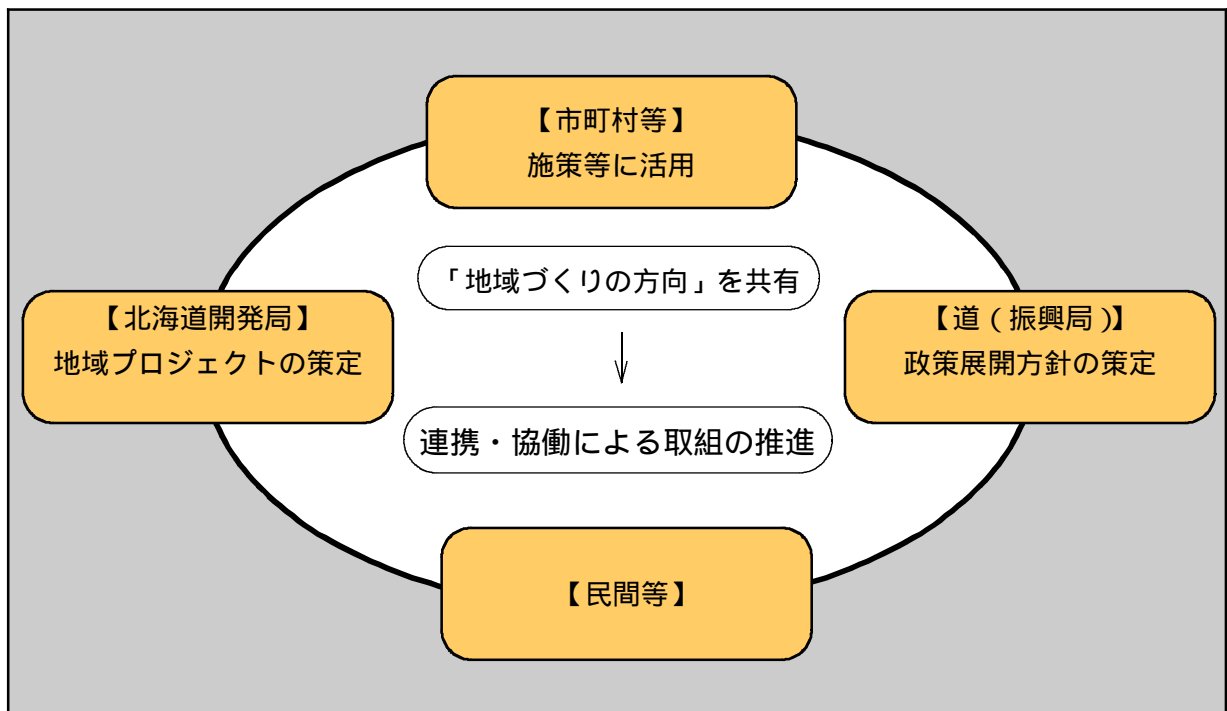 【市町村等】
施策等に活用
「地域づくりの方向」を共有
【北海道開発局】
地域プロジェクトの策定
【道(振興局)】
政策展開方針の策定
連携・協働による取組の推進
【民間等】